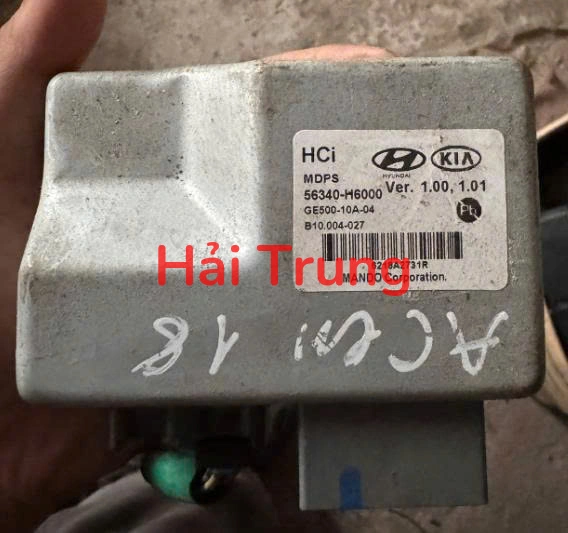 HCi
HYUNDAI
KIA
MDPS
56340-H6000 Ver. 1.00, 1.01
GE500-10A-04
Pb
B10.004-027
Hải Trung
MANDO Corporation.
ACen 18